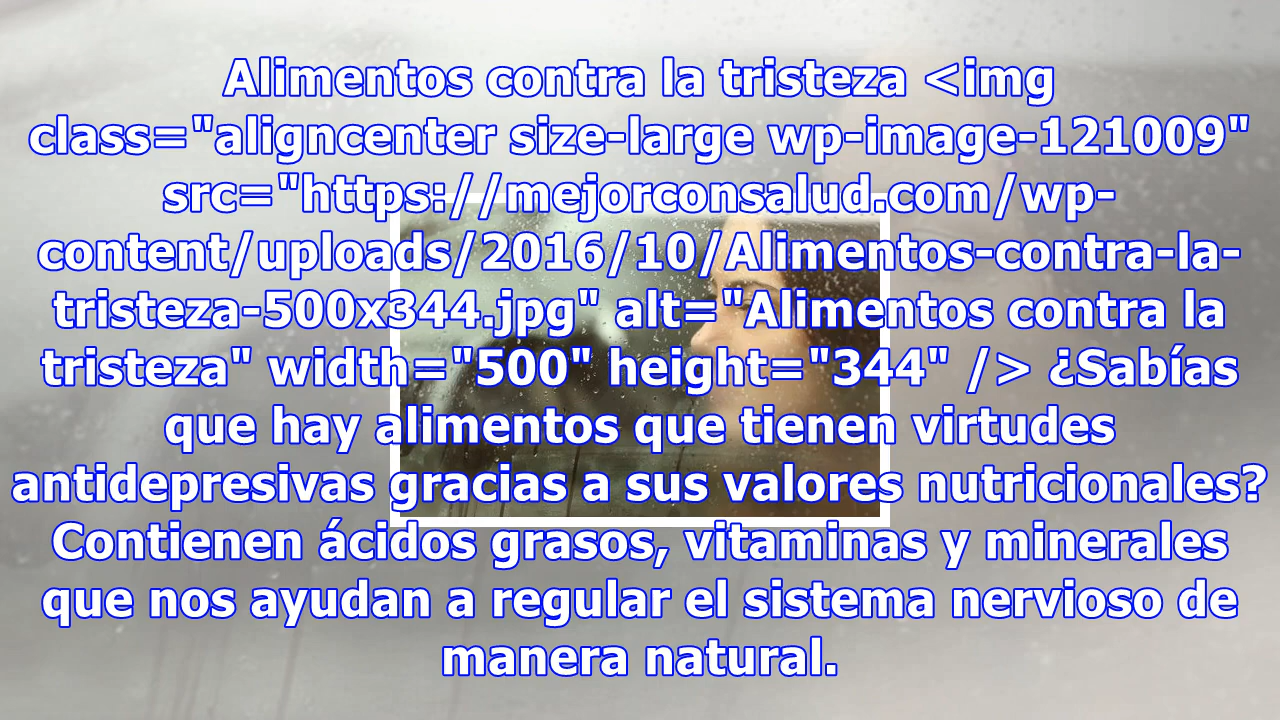 Alimentos contra la tristeza <img
class="aligncenter size-large wp-image-121009"
src="https://mejorconsalud.com/wp-
content/uploads/2016/10/Alimentos-contra-la-
tristeza-500x344.jpg" alt="Alimentos contra la
tristeza" width="500" height="344" /> ¿Sabías
que hay alimentos que tienen virtudes
antidepresivas gracias a sus valores nutricionales?
Contienen ácidos grasos, vitaminas y minerales
que nos ayudan a regular el sistema nervioso de
manera natural.